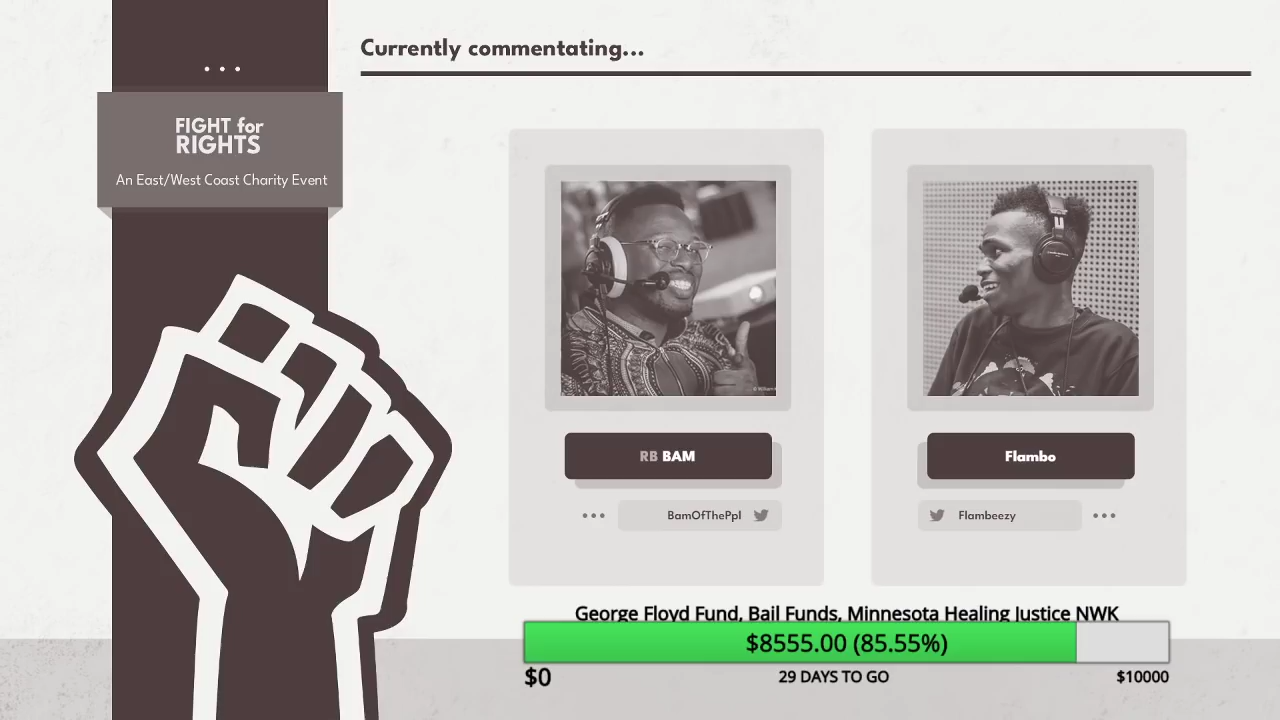 Currently commentating...
FIGHT for
RIGHTS
An East/West Coast Charity Event
RB BAM
Flambo
BamOfThePpl
Flambeezy
George Floyd Fund, Bail Funds, Minnesota Healing Justice NWK
$8555.00 (85.55%)
$0
29 DAYS TO GO
$10000